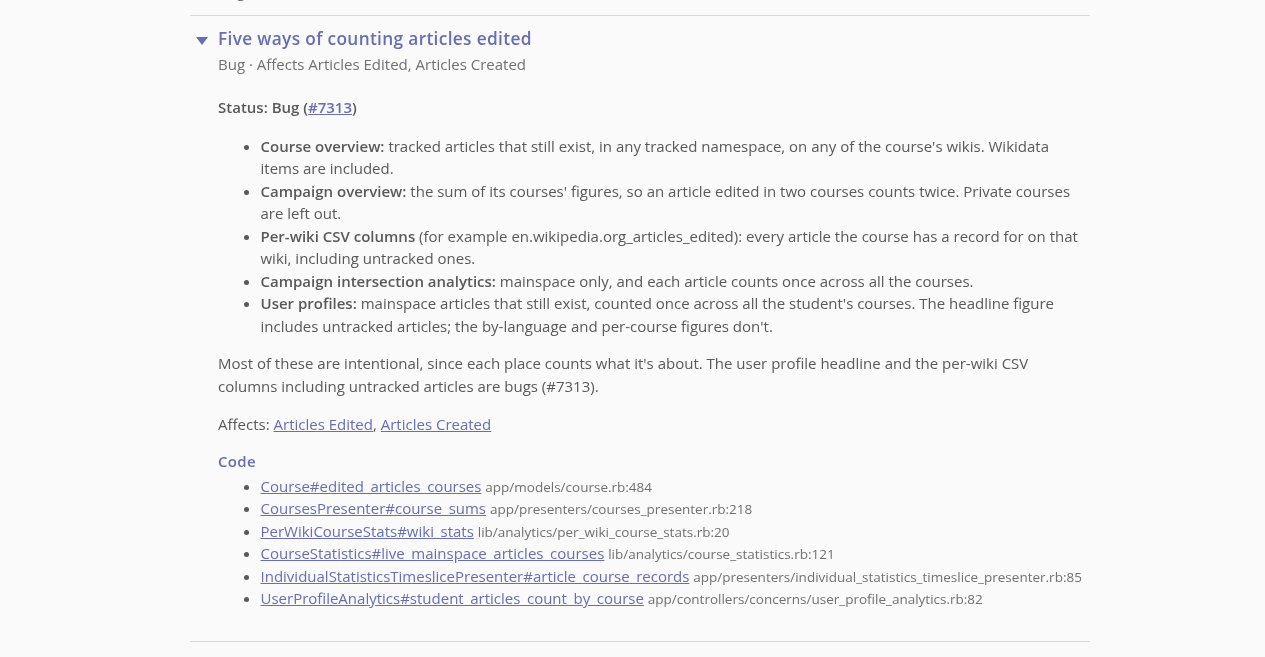 Five ways of counting articles edited
Bug · Affects Articles Edited, Articles Created
Status: Bug (#7313)
Course overview: tracked articles that still exist, in any tracked namespace, on any of the course's wikis. Wikidata
items are included.
Campaign overview: the sum of its courses' figures, so an article edited in two courses counts twice. Private courses
are left out.
Per-wiki CSV columns (for example en.wikipedia.org_articles_edited): every article the course has a record for on that
wiki, including untracked ones.
Campaign intersection analytics: mainspace only, and each article counts once across all the courses.
User profiles: mainspace articles that still exist, counted once across all the student's courses. The headline figure
includes untracked articles; the by-language and per-course figures don't.
Most of these are intentional, since each place counts what it's about. The user profile headline and the per-wiki CSV
columns including untracked articles are bugs (#7313).
Affects: Articles Edited, Articles Created
Code
Course#edited_articles_courses app/models/course.rb:484
CoursesPresenter#course_sums app/presenters/courses_presenter.rb:218
PerWikiCourseStats#wiki_stats lib/analytics/per_wiki_course_stats.rb:20
CourseStatistics#live_mainspace_articles_courses lib/analytics/course_statistics.rb:121
IndividualStatisticsTimeslicePresenter#article_course_records app/presenters/individual_statistics_timeslice_presenter.rb:85
UserProfileAnalytics#student_articles_count_by_course app/controllers/concerns/user_profile_analytics.rb:82